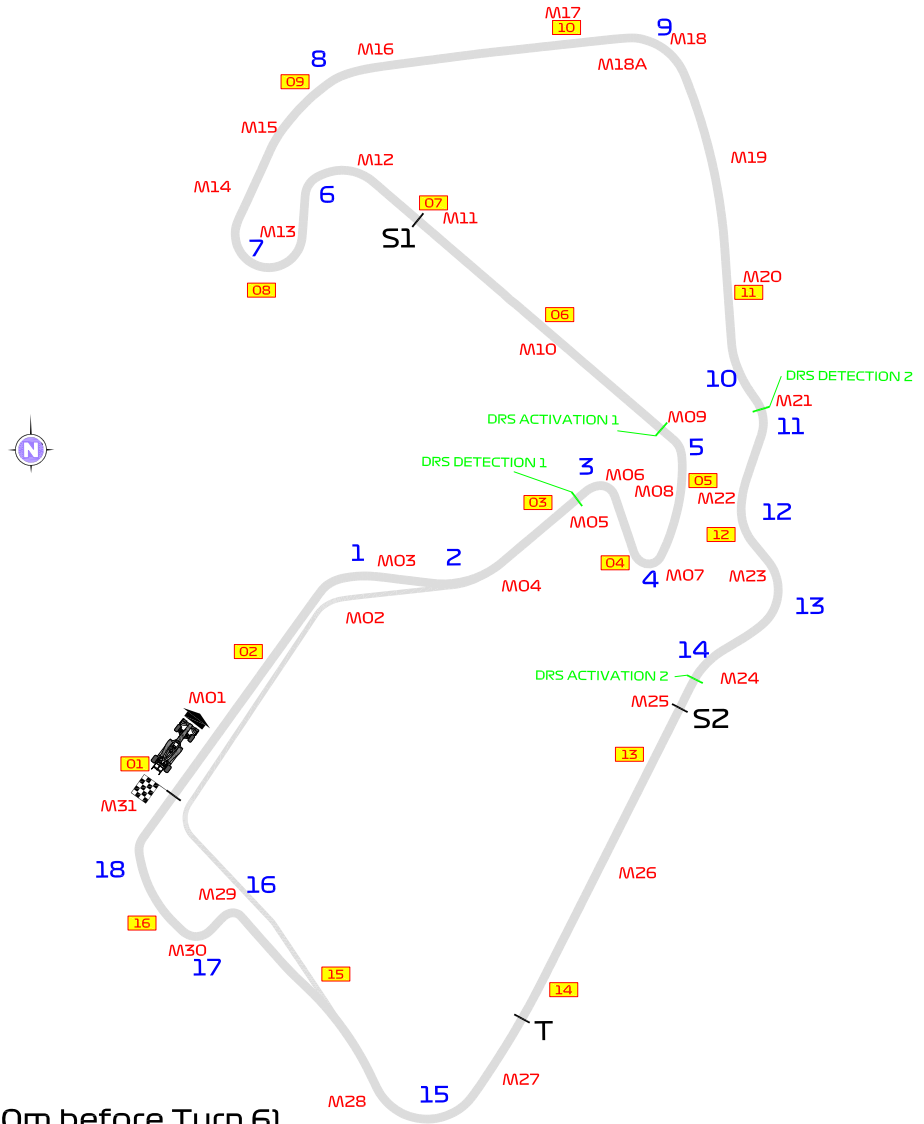 M17
10
9
M18
8
M16
M18A
09
M15
M19
M12
M14
6
07
M11
M13
S1
7
M20
08
11
06
M10
DRS DETECTION 2
10
M21
DRS ACTIVATION 1
M09
11
N
5
DRS DETECTION 1
3
M06
05
M08
M22
03
12
M05
12
1
M03
2
04
4
M07
M23
M04
13
M02
02
14
DRS ACTIVATION 2
M24
M01
M25
S2
01
13
M31
18
M26
16
M29
16
M30
17
15
14
T
M27
15
M28
0m before Turn 6)